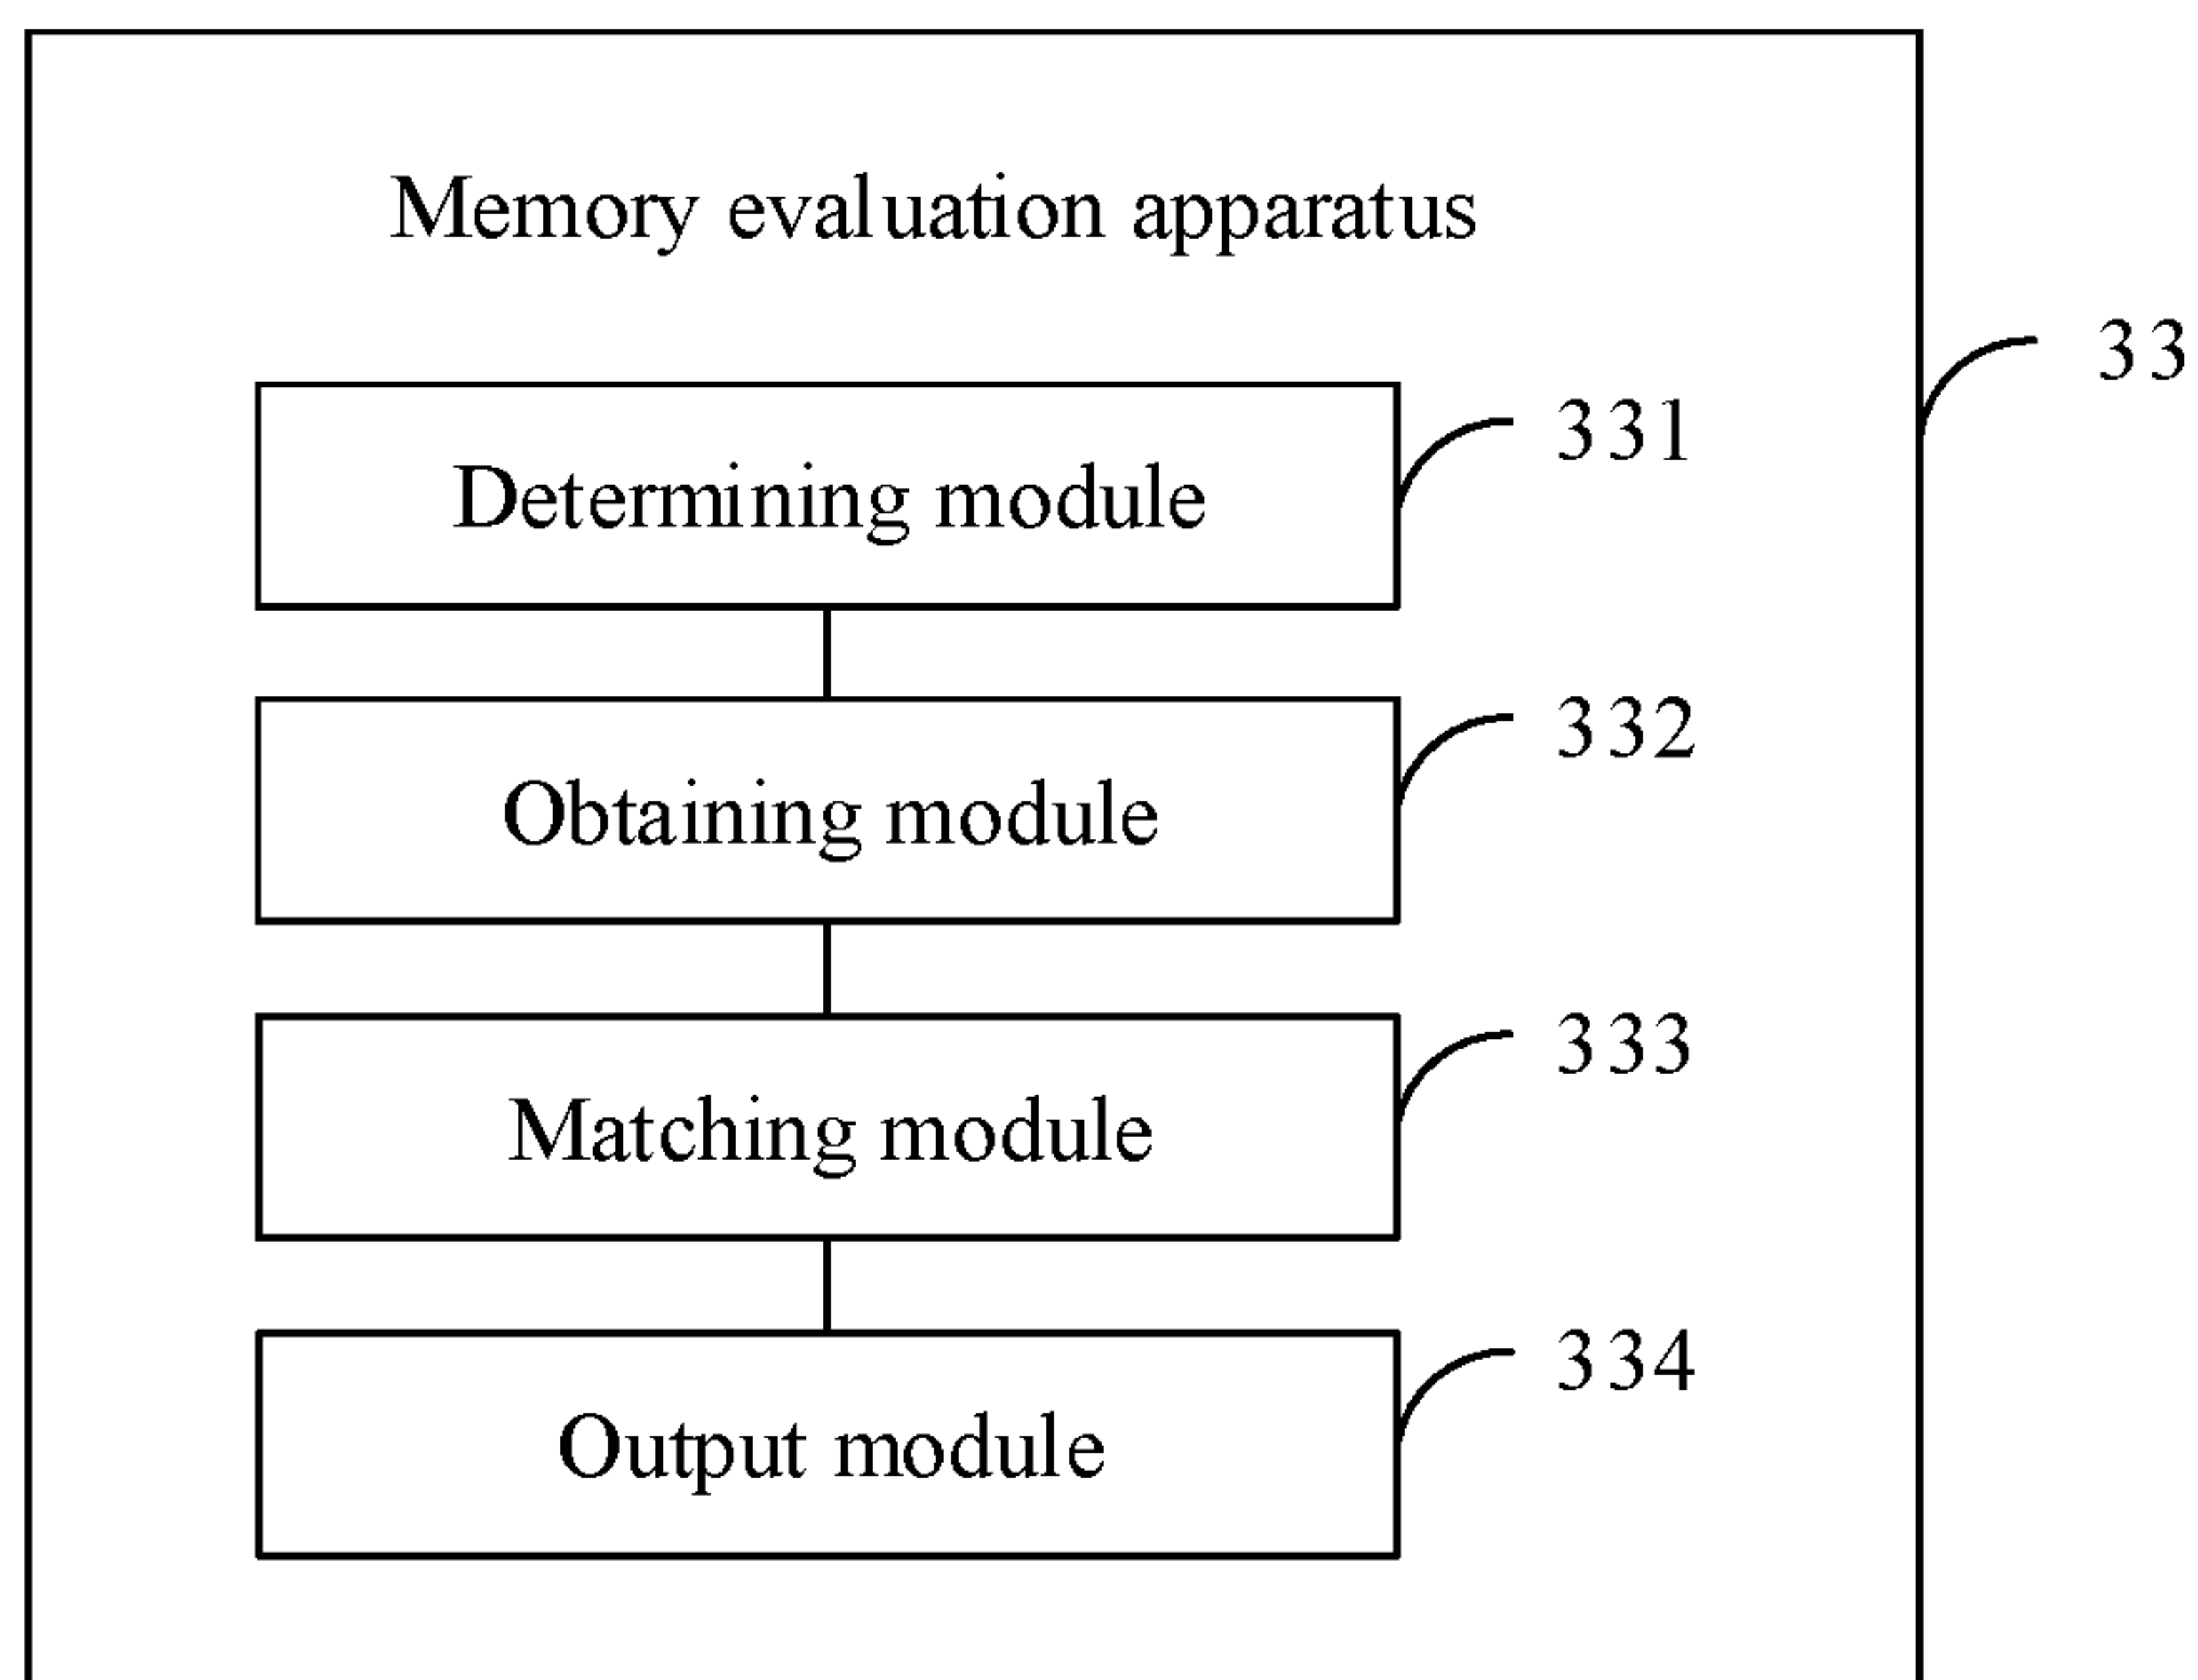 Memory evaluation apparatus
33
331
Determining module
332
Obtaining module
333
Matching module
334
Output module